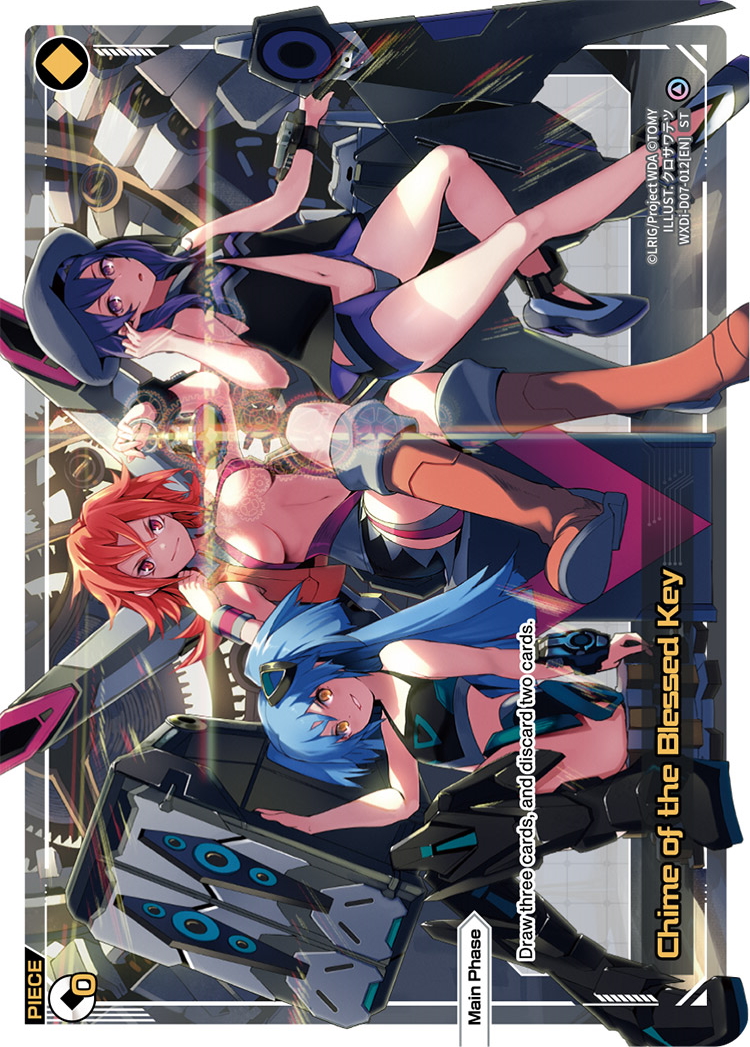 PIECE
0
Main Phase
Draw three cards, and discard two cards.
Chime of the Blessed Key
©LRIG/Project WDA ©TOMY
ILLUST. クロサワテツ
WXDi-D07-012[EN] ST